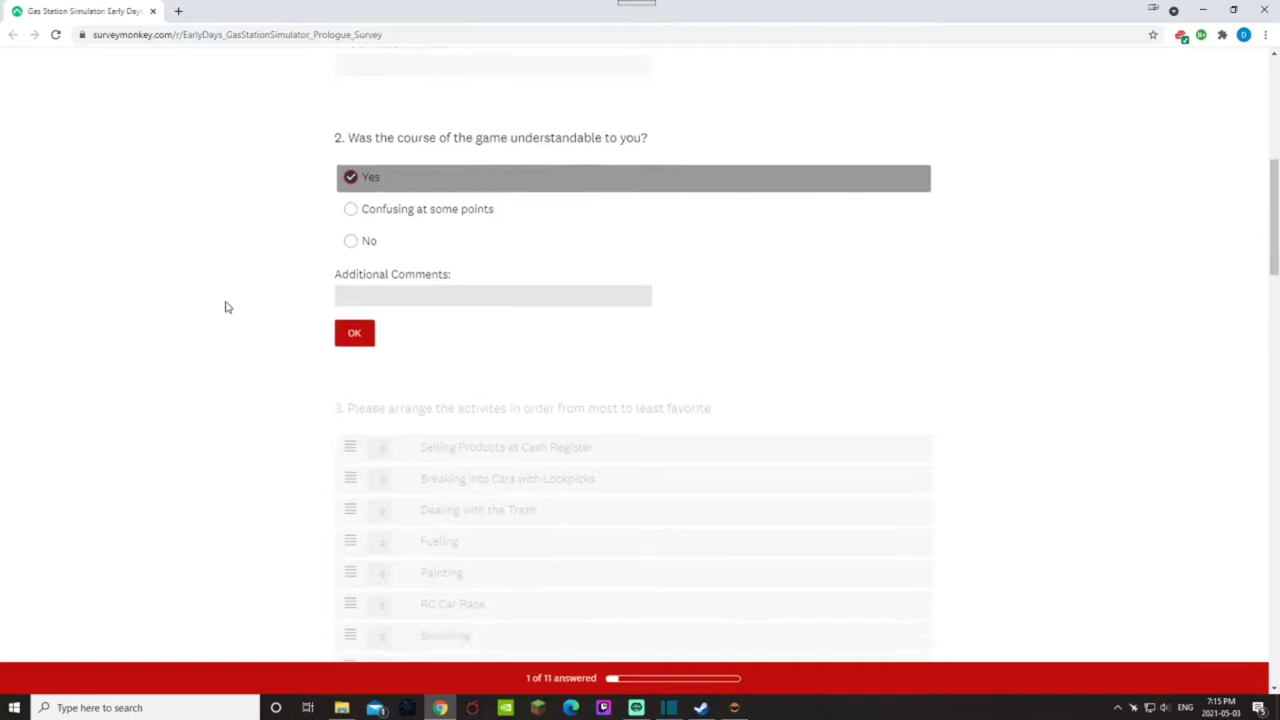 Gas Station Simulator: Early Days
surveymonkey.com/r/EarlyDays_GasStationSimulator_Prologue_Survey
D
2. Was the course of the game understandable to you?
Yes
Confusing at some points
No
Additional Comments:
OK
3. Please arrange the activites in order from most to least favorite
Selling Products at Cash Register
Breaking into Cars with Lockpicks
Dealing with the Trash
Fueling
Painting
RC Car Race
1 of 11 answered
Type here to search
ENG
7:15 PM
2021-05-03